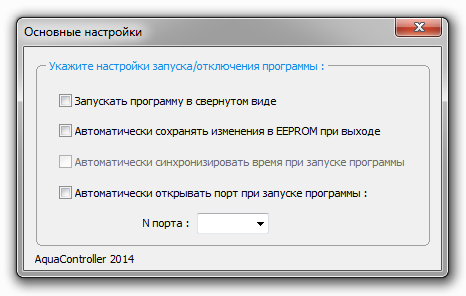 Основные настройки
Укажите настройки запуска/отключения программы :
Запускать программу в свернутом виде
Автоматически сохранять изменения в EEPROM при выходе
Автоматически синхронизировать время при запуске программы
Автоматически открывать порт при запуске программы :
N порта :
AquaController 2014